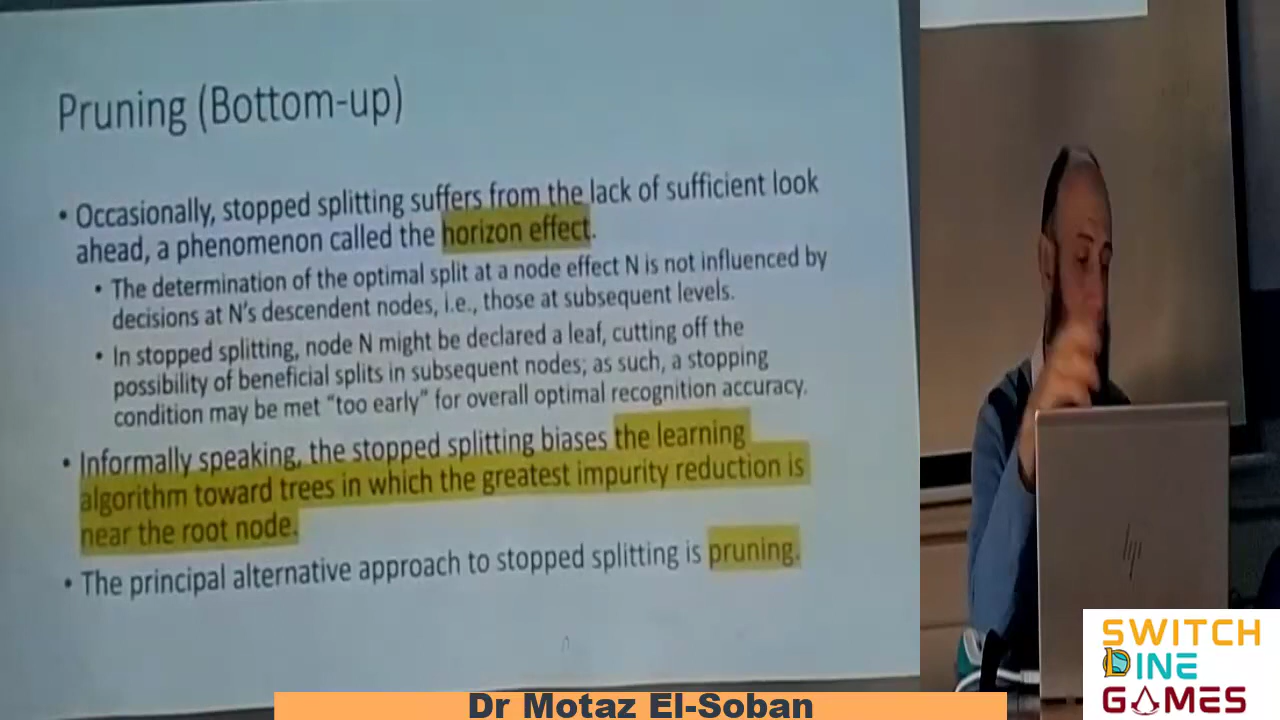 Pruning (Bottom-up)
• Occasionally, stopped splitting suffers from the lack of sufficient look
ahead, a phenomenon called the horizon effect.
• The determination of the optimal split at a node effect N is not influenced by
decisions at N's descendent nodes, i.e., those at subsequent levels.
• In stopped splitting, node N might be declared a leaf, cutting off the
possibility of beneficial splits in subsequent nodes; as such, a stopping
condition may be met "too early" for overall optimal recognition accuracy.
• Informally speaking, the stopped splitting biases the learning
algorithm toward trees in which the greatest impurity reduction is
near the root node.
• The principal alternative approach to stopped splitting is pruning.
hp
SWITCH
DINE
GAMES
Dr Motaz El-Soban